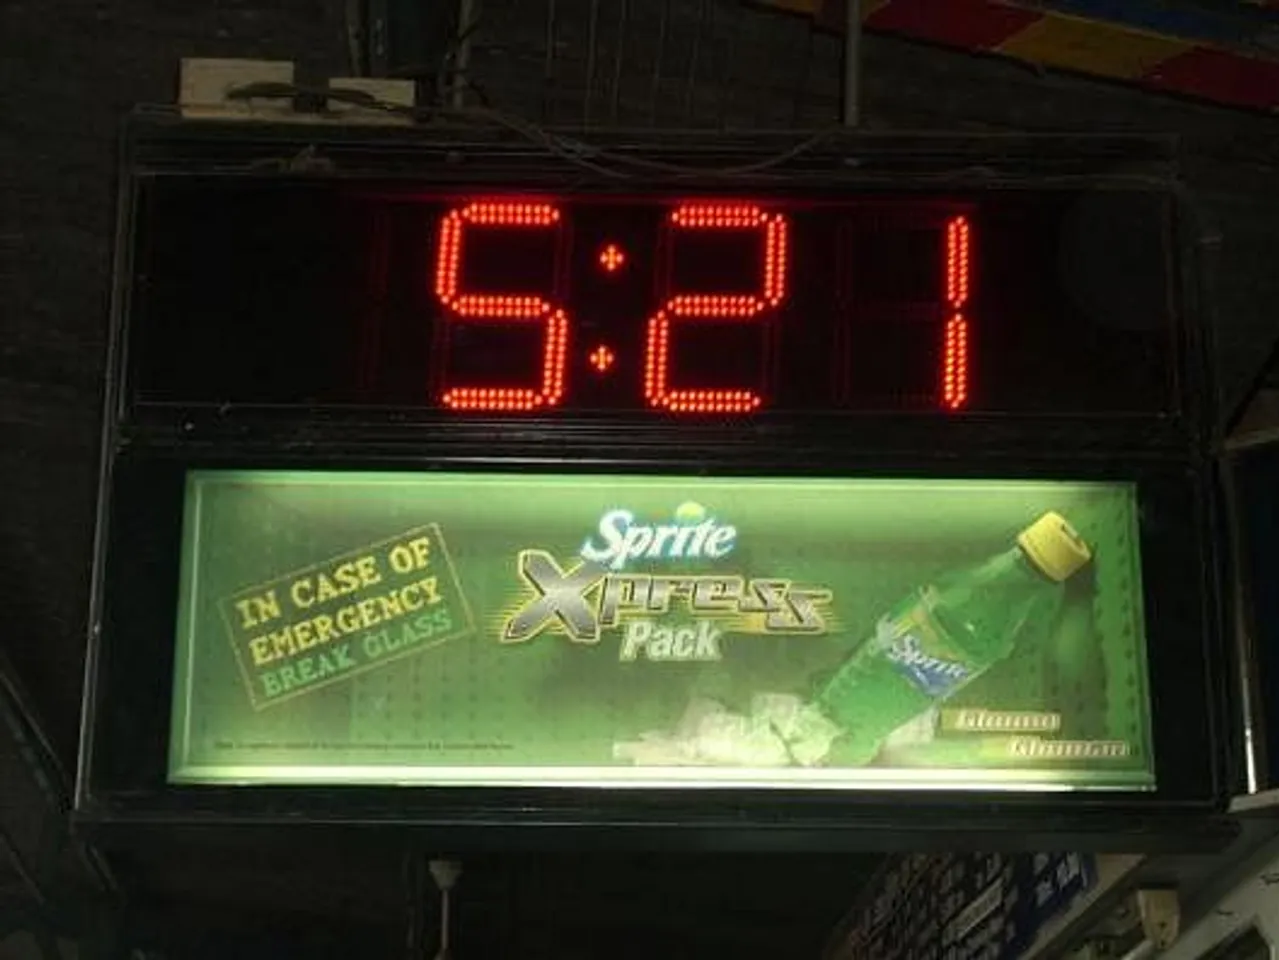 5:21
IN CASE OF
EMERGENCY
BREAK GLASS
Sprite
Xpress
Pack
Sprite